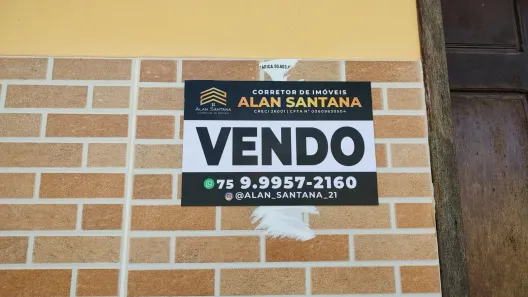 CORRETOR DE IMÓVEIS
ALAN SANTANA
ALAN SANTANA
VENDO
75 9.9957-2160
@ALAN_SANTANA_21